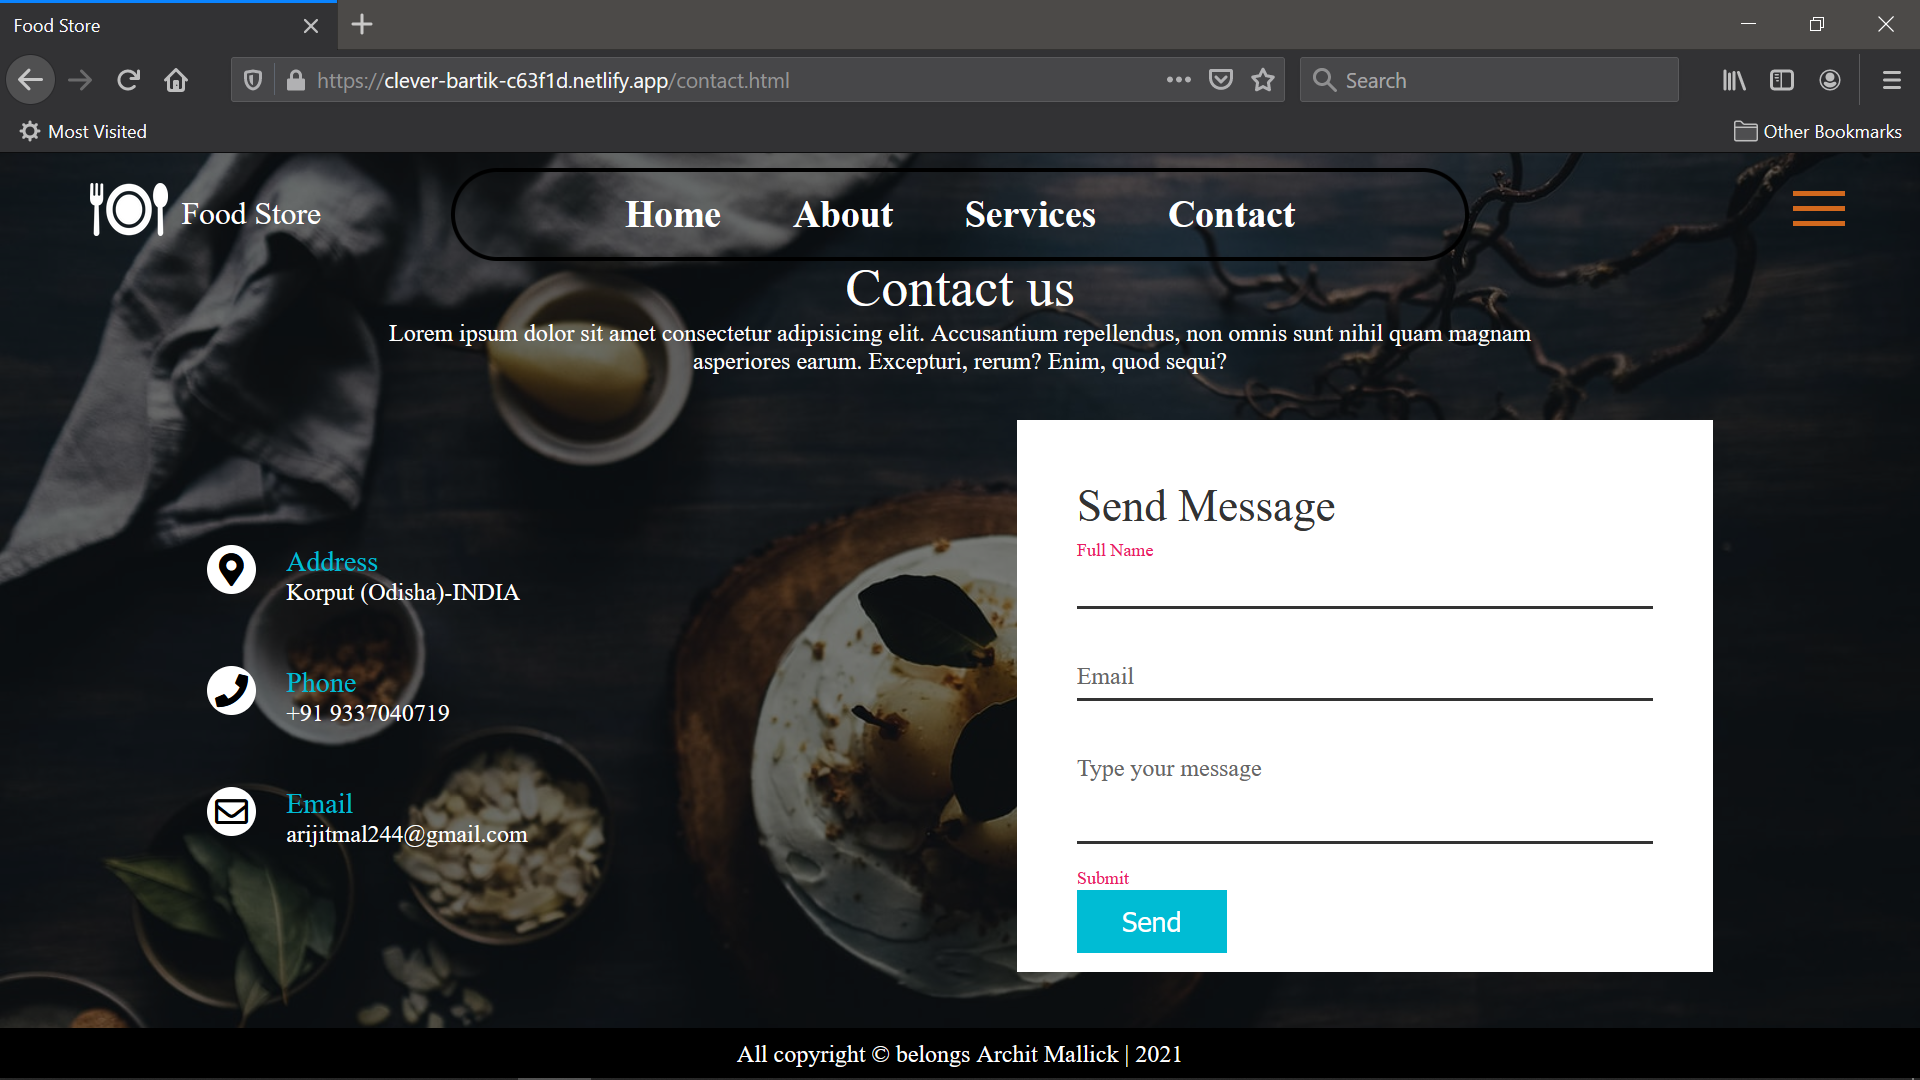 Food Store
https://clever-bartik-c63f1d.netlify.app/contact.html
Search
Most Visited
Other Bookmarks
Food Store
Home About Services Contact
Contact us
Lorem ipsum dolor sit amet consectetur adipisicing elit. Accusantium repellendus, non omnis sunt nihil quam magnam
asperiores earum. Excepturi, rerum? Enim, quod sequi?
Address
Korput (Odisha)-INDIA
Phone
+91 9337040719
Email
arijitmal244@gmail.com
Send Message
Full Name
Email
Type your message
Submit
Send
All copyright © belongs Archit Mallick | 2021